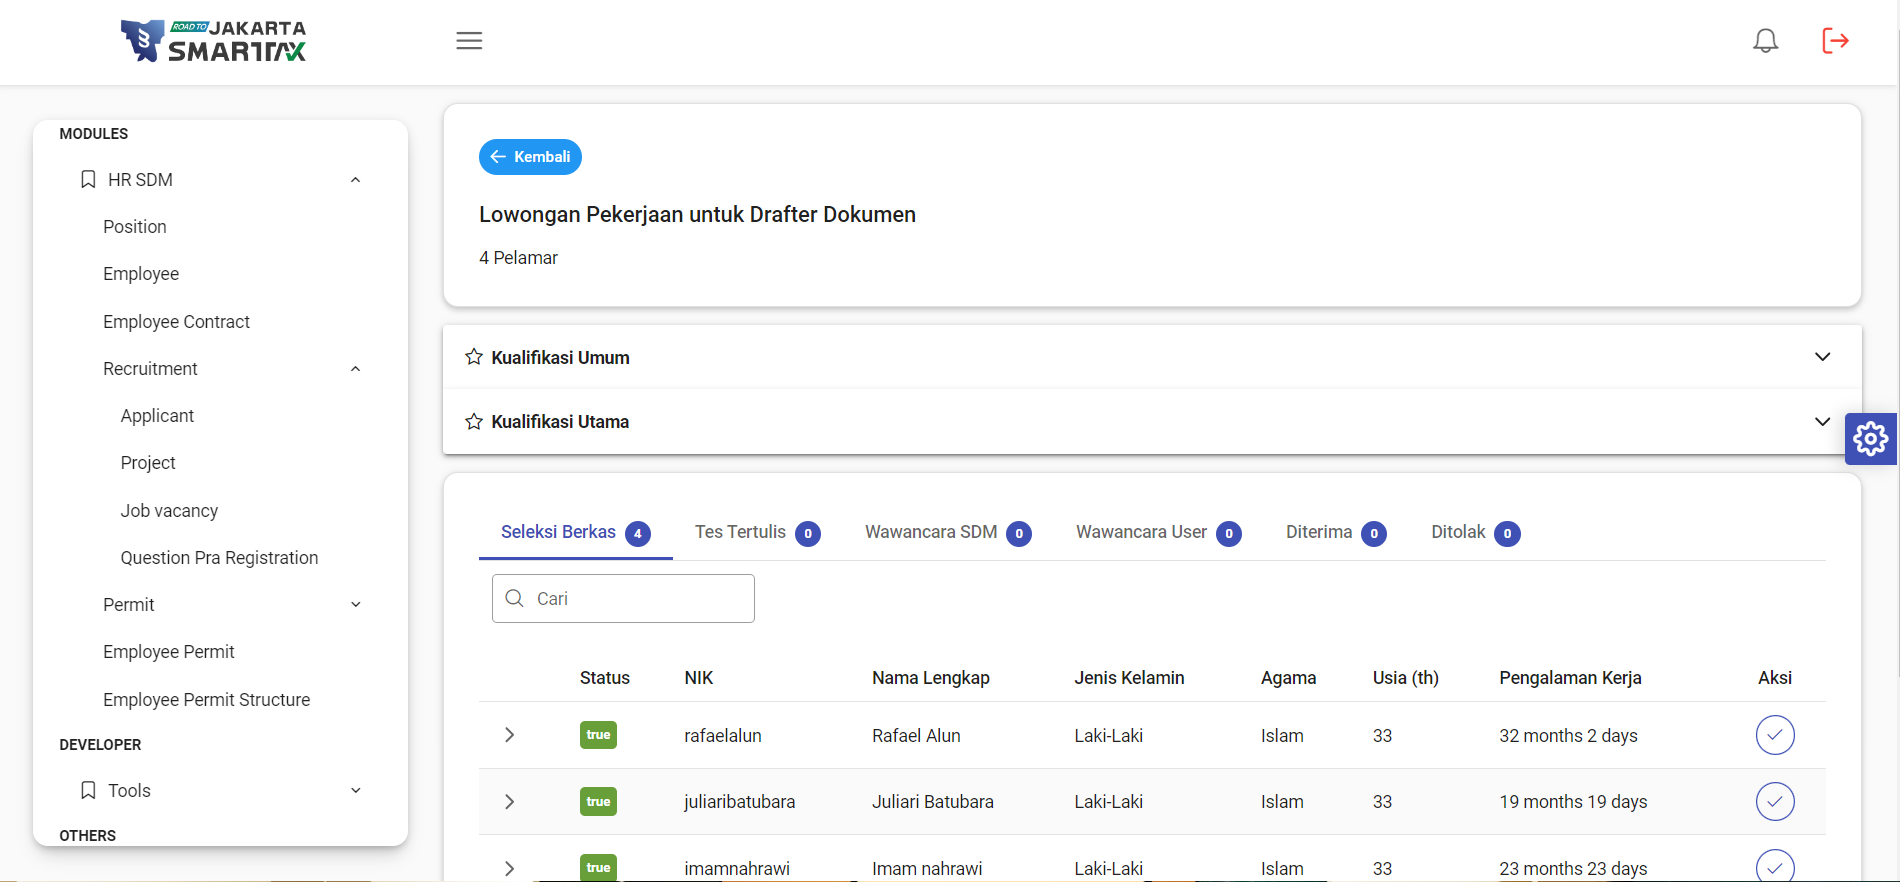 ROAD TO JAKARTA
SMARTTAX
MODULES
HR SDM
Position
Employee
Employee Contract
Recruitment
Applicant
Project
Job vacancy
Question Pra Registration
Permit
Employee Permit
Employee Permit Structure
DEVELOPER
Tools
OTHERS
Kembali
Lowongan Pekerjaan untuk Drafter Dokumen
4 Pelamar
Kualifikasi Umum
Kualifikasi Utama
Seleksi Berkas 4 Tes Tertulis 0 Wawancara SDM 0 Wawancara User 0 Diterima 0 Ditolak 0
Cari
Status NIK Nama Lengkap Jenis Kelamin Agama Usia (th) Pengalaman Kerja Aksi
true rafaelalun Rafael Alun Laki-Laki Islam 33 32 months 2 days
true juliaribatubara Juliari Batubara Laki-Laki Islam 33 19 months 19 days
true imamnahrawi Imam nahrawi Laki-Laki Islam 33 23 months 23 days